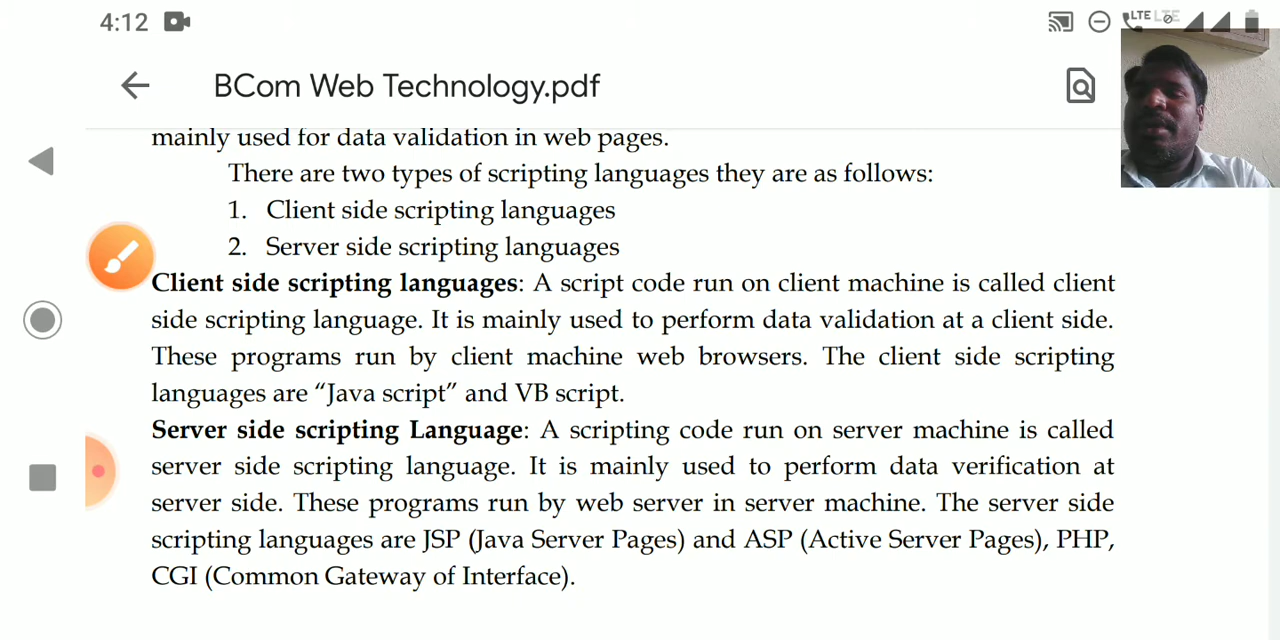 4:12
LTE LTE
BCom Web Technology.pdf
mainly used for data validation in web pages.
There are two types of scripting languages they are as follows:
1. Client side scripting languages
2. Server side scripting languages
Client side scripting languages: A script code run on client machine is called client
side scripting language. It is mainly used to perform data validation at a client side.
These programs run by client machine web browsers. The client side scripting
languages are “Java script” and VB script.
Server side scripting Language: A scripting code run on server machine is called
server side scripting language. It is mainly used to perform data verification at
server side. These programs run by web server in server machine. The server side
scripting languages are JSP (Java Server Pages) and ASP (Active Server Pages), PHP,
CGI (Common Gateway of Interface).